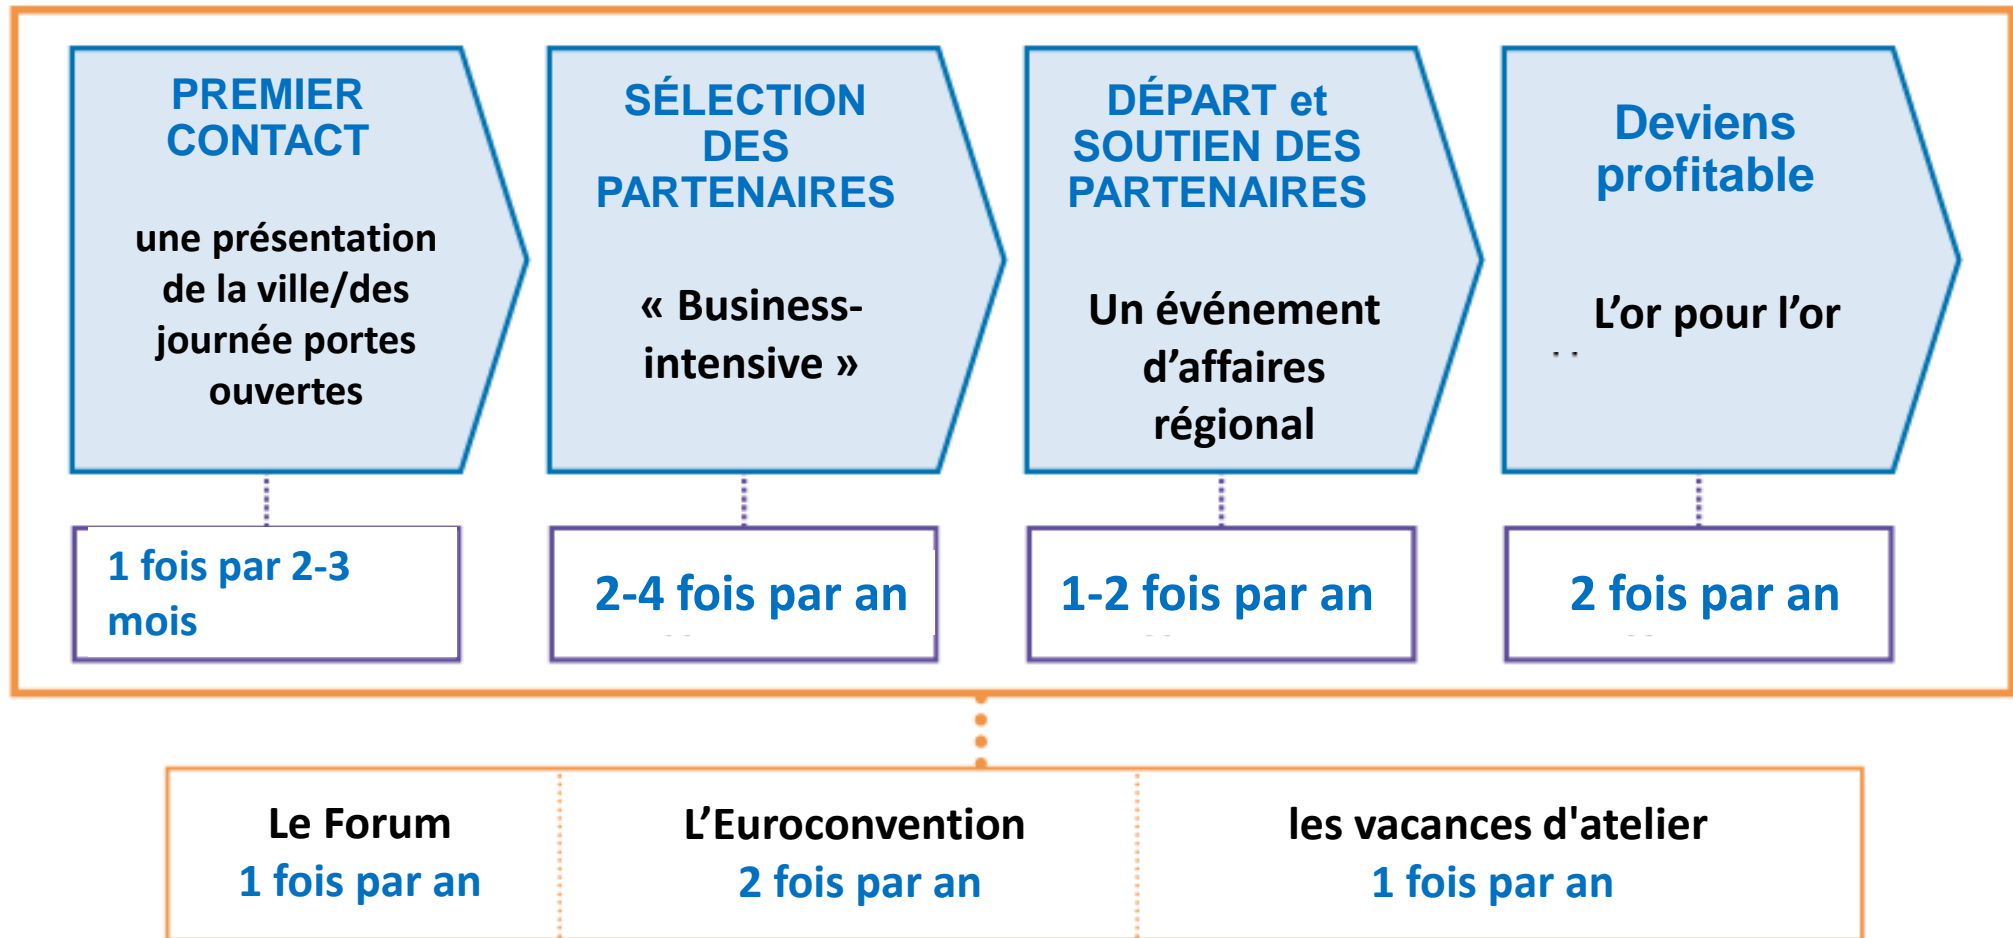 PREMIER
CONTACT
une présentation
de la ville/des
journée portes
ouvertes
SÉLECTION
DES
PARTENAIRES
« Business-
intensive »
DÉPART et
SOUTIEN DES
PARTENAIRES
Un événement
d’affaires
régional
Deviens
profitable
L’or pour l’or
1 fois par 2-3
mois
2-4 fois par an
1-2 fois par an
2 fois par an
Le Forum
1 fois par an
L’Euroconvention
2 fois par an
les vacances d'atelier
1 fois par an